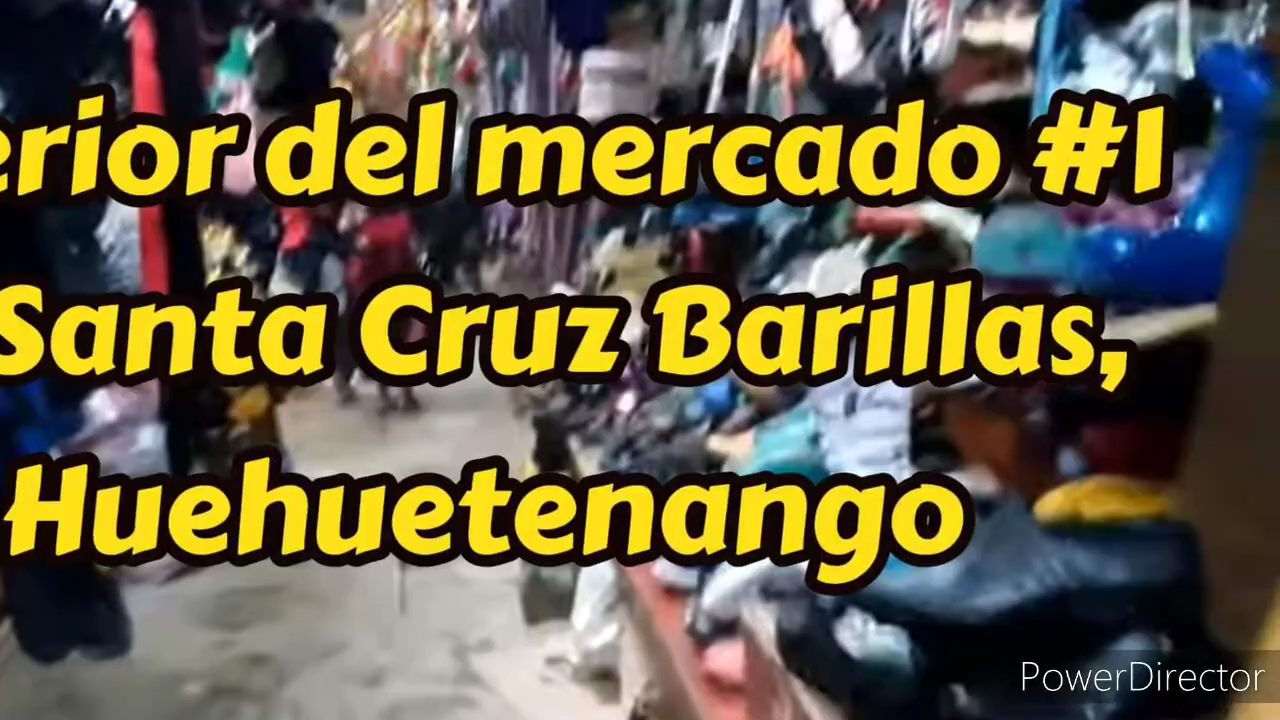 erior del mercado #1
Santa Cruz Barillas,
Huehuetenango
PowerDirector